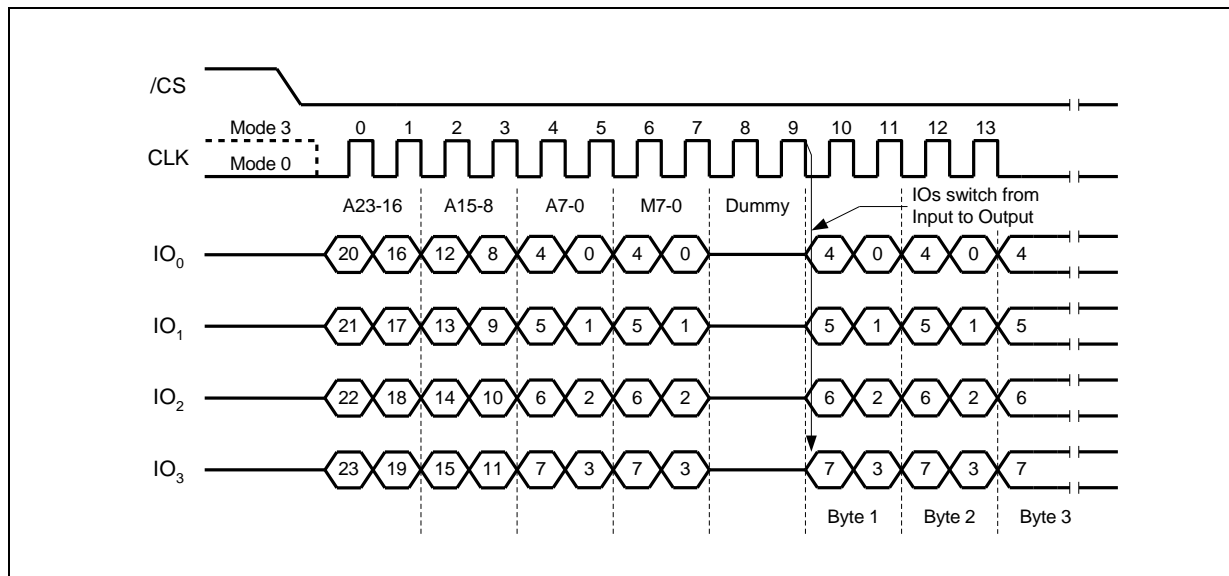 /CS
Mode 3 0 1 2 3 4 5 6 7 8 9 10 11 12 13
CLK
Mode 0
A23-16 A15-8 A7-0 M7-0 Dummy
IOs switch from
Input to Output
IO0 20 16 12 8 4 0 4 0 4 0 4 0 4
IO1 21 17 13 9 5 1 5 1 5 1 5 1 5
IO2 22 18 14 10 6 2 6 2 6 2 6 2 6
IO3 23 19 15 11 7 3 7 3 7 3 7 3 7
Byte 1 Byte 2 Byte 3